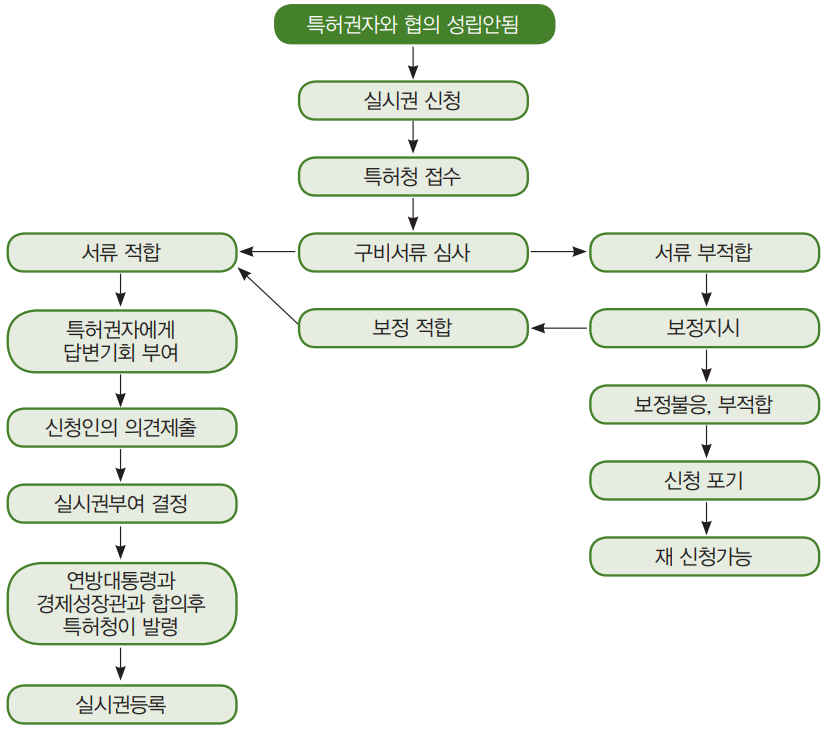 특허권자와 협의 성립안됨
실시권 신청
특허청 접수
서류 적합
구비서류 심사
서류 부적합
특허권자에게
답변기회 부여
보정 적합
보정지시
신청인의 의견제출
보정불응, 부적합
실시권부여 결정
신청 포기
연방대통령과
경제성장관과 합의후
특허청이 발령
재 신청가능
실시권등록